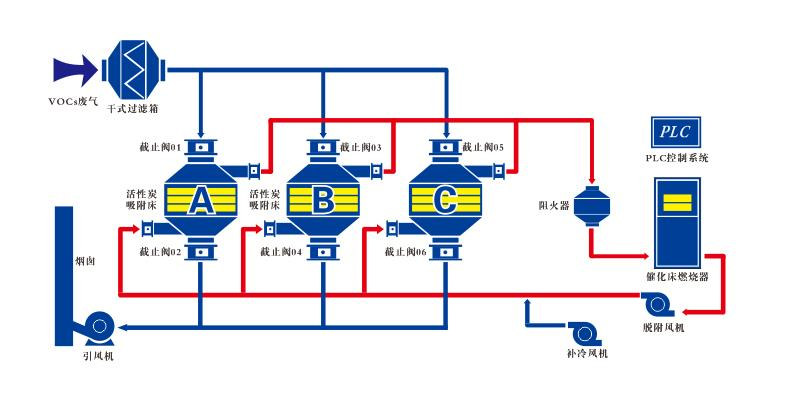 VOCs废气
干式过滤箱
截止阀01
截止阀03
截止阀05
PLC
PLC控制系统
活性炭
吸附床
A
活性炭
吸附床
B
C
阻火器
截止阀02
截止阀04
截止阀06
烟囱
催化床燃烧器
脱附风机
引风机
补冷风机